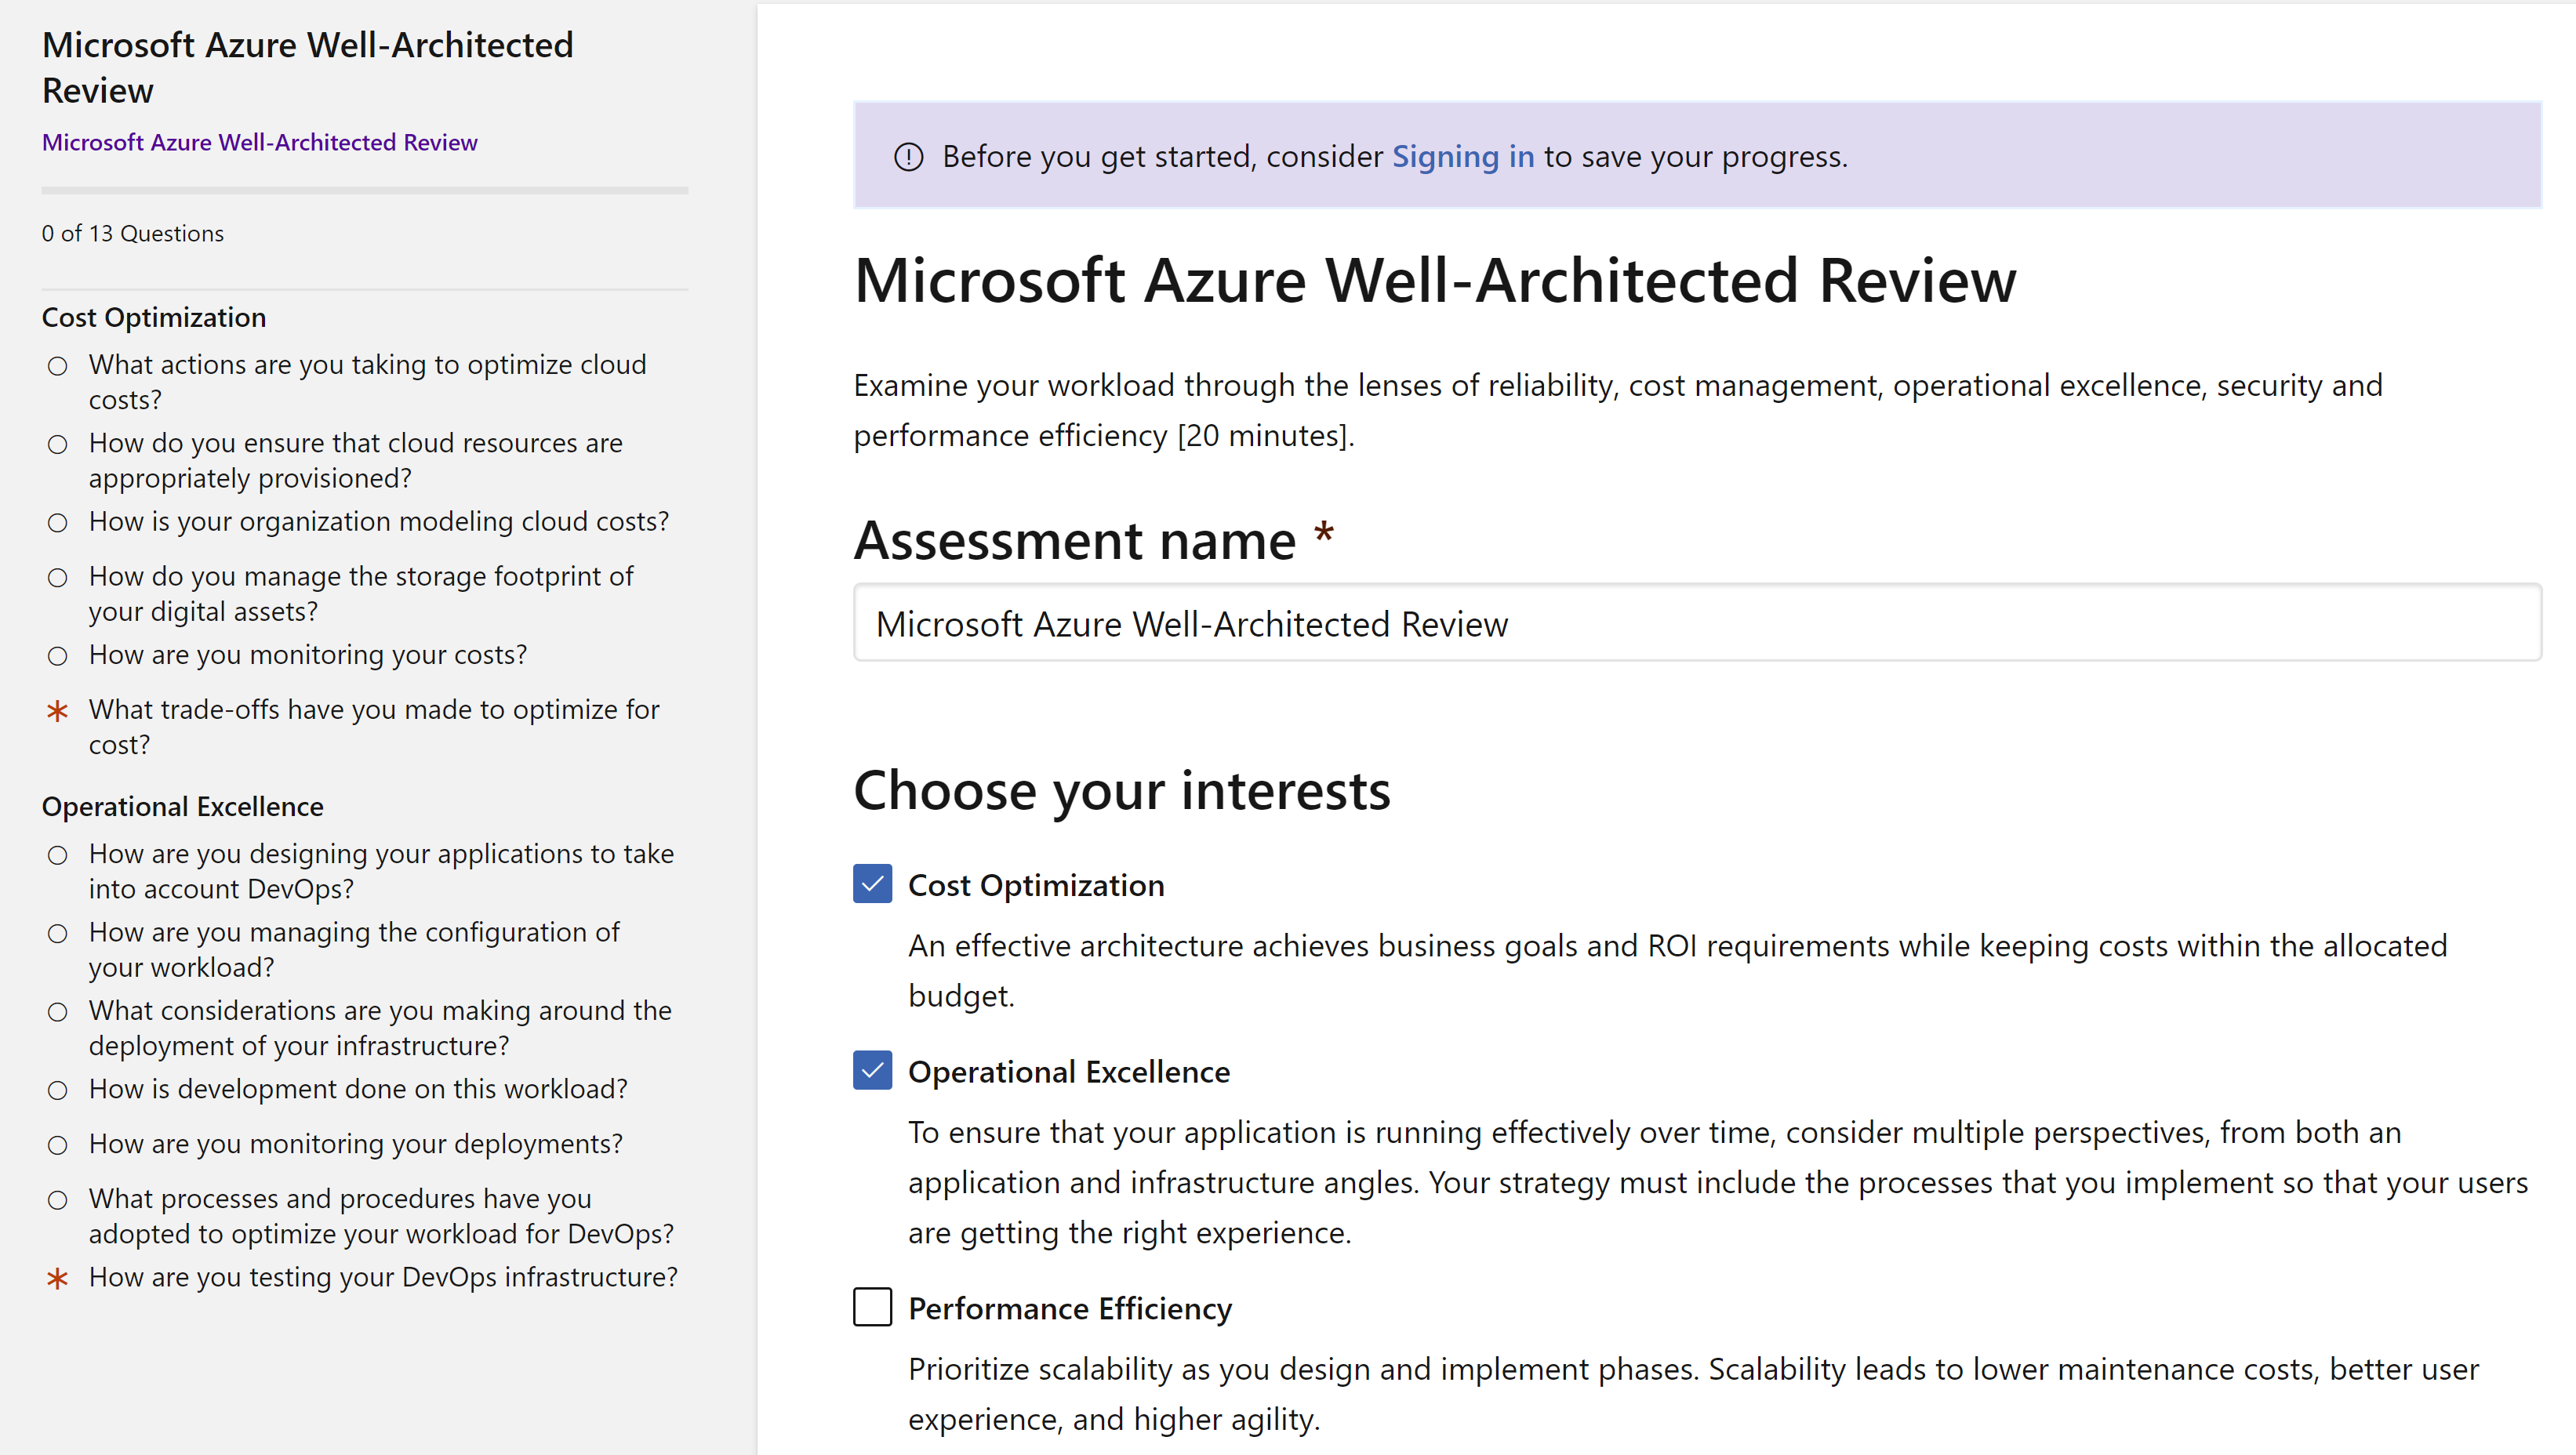 Microsoft Azure Well-Architected
Review
Microsoft Azure Well-Architected Review
0 of 13 Questions
Cost Optimization
What actions are you taking to optimize cloud
costs?
How do you ensure that cloud resources are
appropriately provisioned?
How is your organization modeling cloud costs?
How do you manage the storage footprint of
your digital assets?
How are you monitoring your costs?
* What trade-offs have you made to optimize for
cost?
Operational Excellence
How are you designing your applications to take
into account DevOps?
How are you managing the configuration of
your workload?
What considerations are you making around the
deployment of your infrastructure?
How is development done on this workload?
How are you monitoring your deployments?
What processes and procedures have you
adopted to optimize your workload for DevOps?
* How are you testing your DevOps infrastructure?
Before you get started, consider Signing in to save your progress.
Microsoft Azure Well-Architected Review
Examine your workload through the lenses of reliability, cost management, operational excellence, security and
performance efficiency [20 minutes].
Assessment name *
Microsoft Azure Well-Architected Review
Choose your interests
Cost Optimization
An effective architecture achieves business goals and ROI requirements while keeping costs within the allocated
budget.
Operational Excellence
To ensure that your application is running effectively over time, consider multiple perspectives, from both an
application and infrastructure angles. Your strategy must include the processes that you implement so that your users
are getting the right experience.
Performance Efficiency
Prioritize scalability as you design and implement phases. Scalability leads to lower maintenance costs, better user
experience, and higher agility.